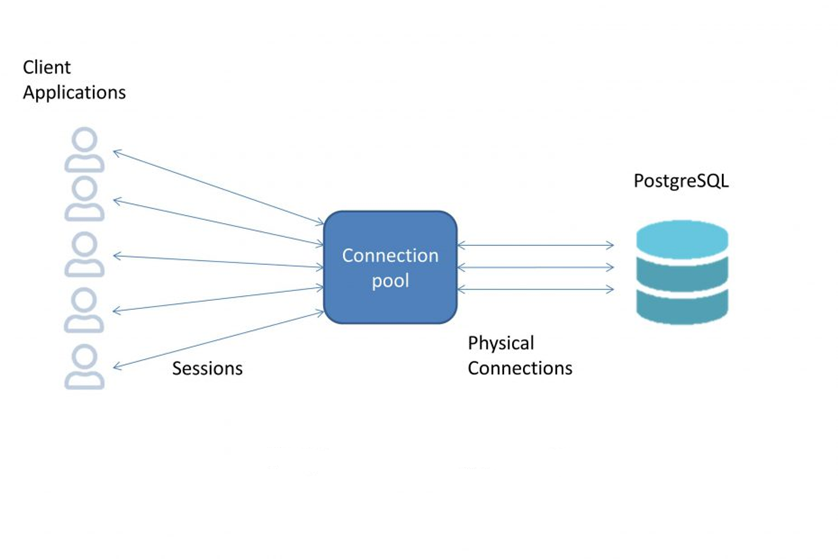 Client
Applications
PostgreSQL
Connection
pool
Physical
Connections
Sessions